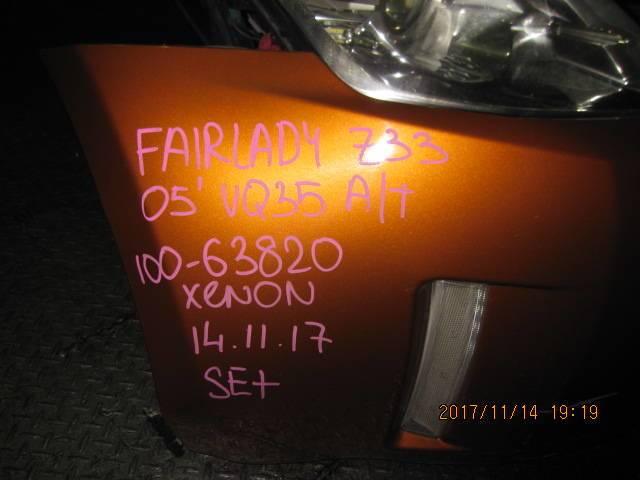 FAIRLADY Z33
05' VQ35 A/T
100-63820
XeNON
14.11.17
SET
2017/11/14 19:19